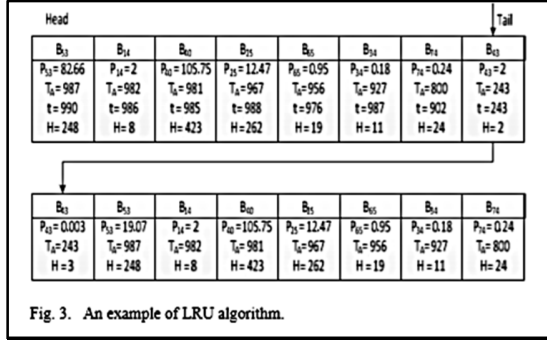 Head Tail
B₅₃ B₁₄ B₄₀ B₂₅ B₆₅ B₃₄ B₇₄ B₄₃
P₅₃=82.66 P₁₄=2 P₄₀=105.75 P₂₅=12.47 P₆₅=0.95 P₃₄=0.18 P₇₄=0.24 P₄₃=2
Tₐ=987 Tₐ=982 Tₐ=981 Tₐ=967 Tₐ=956 Tₐ=927 Tₐ=800 Tₐ=243
t=990 t=986 t=985 t=988 t=976 t=987 t=902 t=243
H=248 H=8 H=423 H=262 H=19 H=11 H=24 H=2
B₄₃ B₅₃ B₁₄ B₄₀ B₂₅ B₆₅ B₃₄ B₇₄
P₄₃=0.003 P₅₃=19.07 P₁₄=2 P₄₀=105.75 P₂₅=12.47 P₆₅=0.95 P₃₄=0.18 P₇₄=0.24
Tₐ=243 Tₐ=987 Tₐ=982 Tₐ=981 Tₐ=967 Tₐ=956 Tₐ=927 Tₐ=800
H=3 H=248 H=8 H=423 H=262 H=19 H=11 H=24
Fig. 3. An example of LRU algorithm.